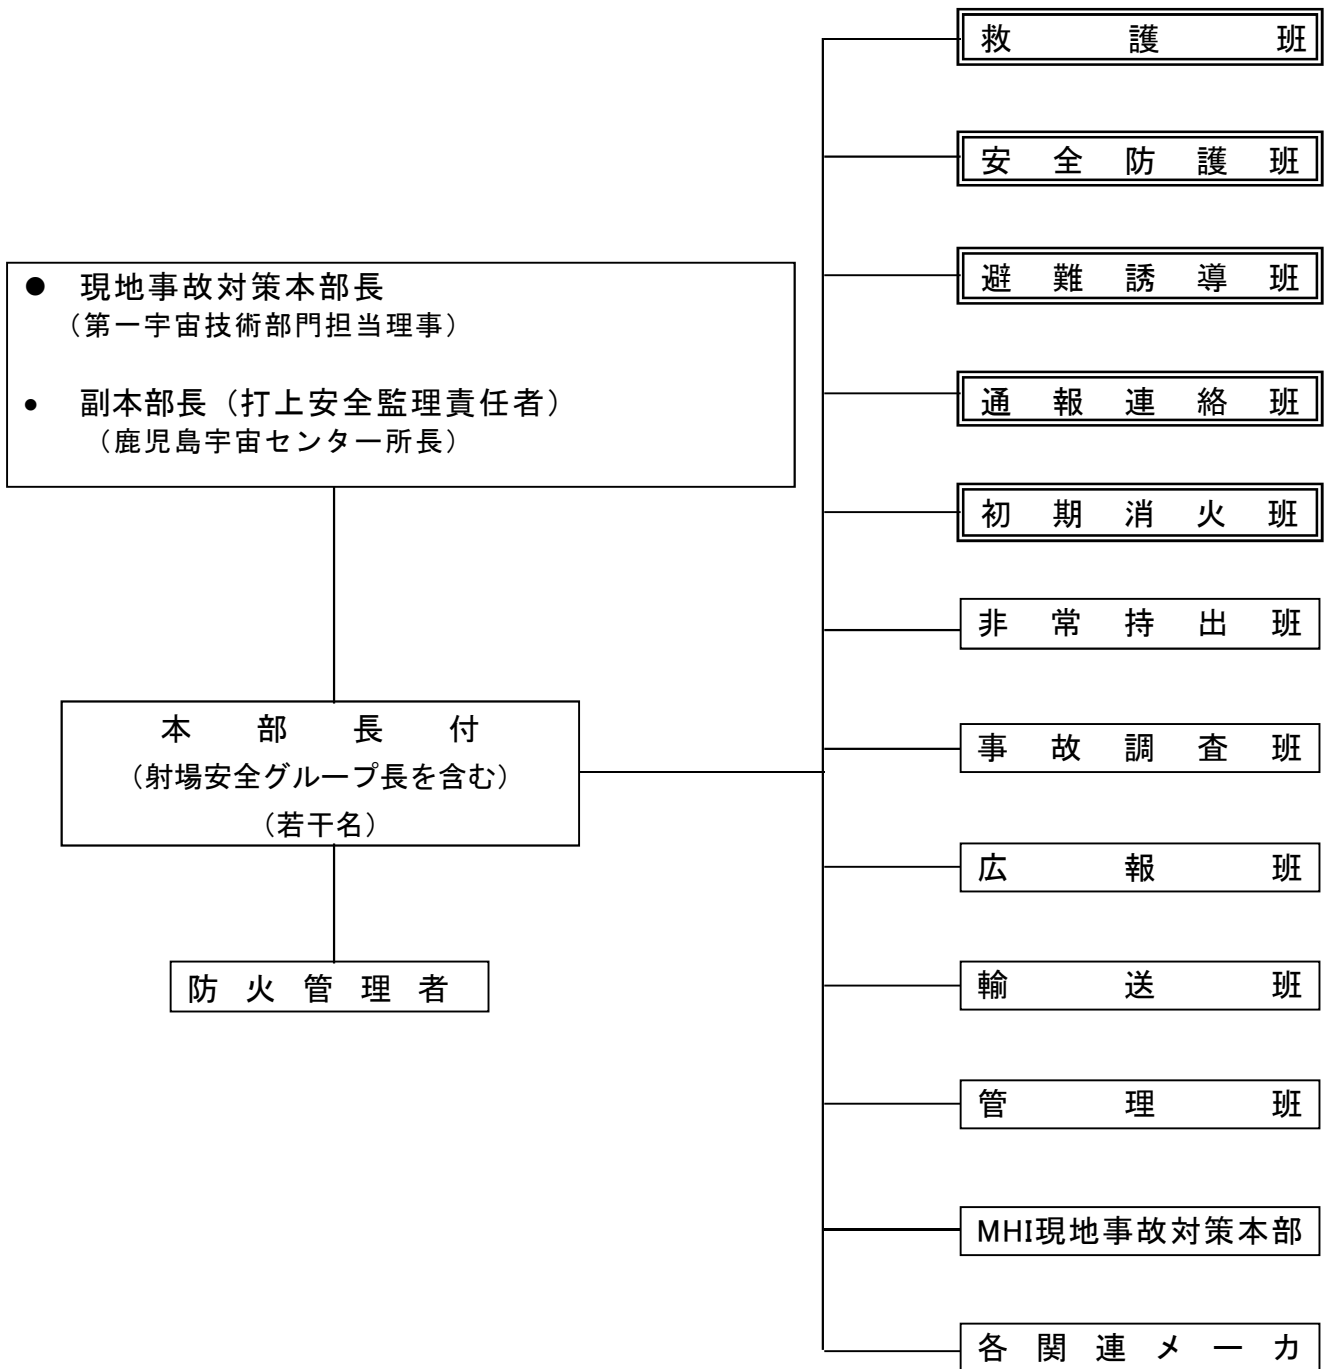 ● 現地事故対策本部長
（第一宇宙技術部門担当理事）
● 副本部長（打上安全監理責任者）
（鹿児島宇宙センター所長）
本部長付
（射場安全グループ長を含む）
（若干名）
防火管理者
救護班
安全防護班
避難誘導班
通報連絡班
初期消火班
非常持出班
事故調査班
広報班
輸送班
管理班
MHI現地事故対策本部
各関連メーカ